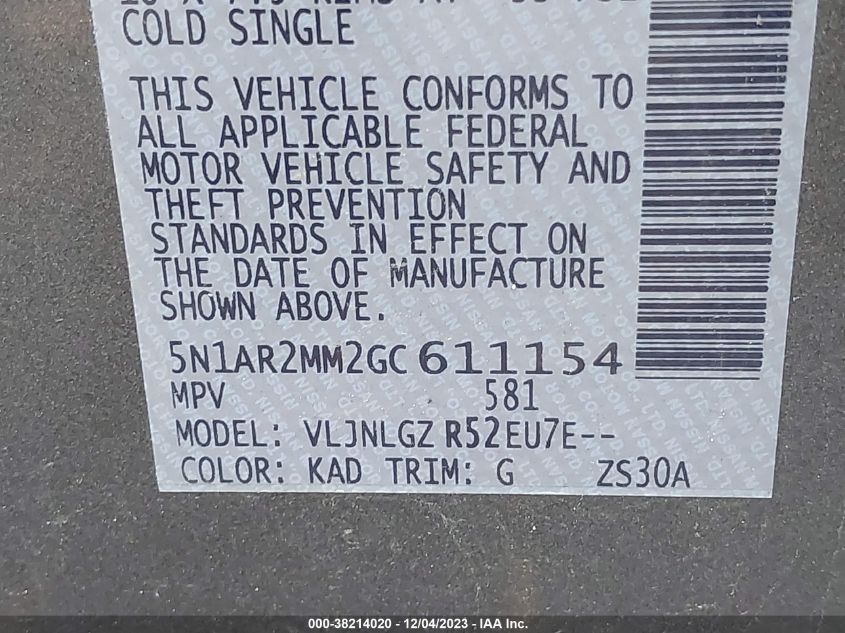 COLD SINGLE
THIS VEHICLE CONFORMS TO
ALL APPLICABLE FEDERAL
MOTOR VEHICLE SAFETY AND
THEFT PREVENTION
STANDARDS IN EFFECT ON
THE DATE OF MANUFACTURE
SHOWN ABOVE.
5N1AR2MM2GC 611154
MPV 581
MODEL: VLJNLGZ R52EU7E--
COLOR: KAD TRIM: G ZS30A
000-38214020 - 12/04/2023 - IAA Inc.